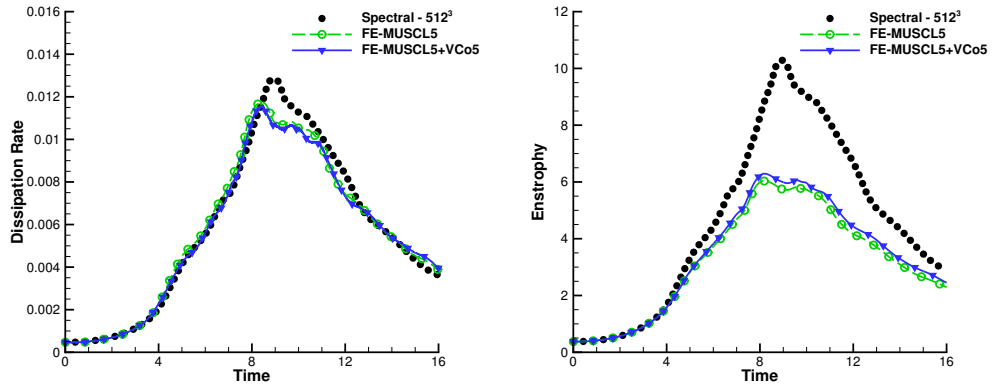 Dissipation Rate
0.016
0.014
0.012
0.01
0.008
0.006
0.004
0.002
0
0 4 8 12 16
Time
Spectral - 512³
FE-MUSCL5
FE-MUSCL5+VCo5
Enstrophy
12
10
8
6
4
2
0 4 8 12 16
Time
Spectral - 512³
FE-MUSCL5
FE-MUSCL5+VCo5